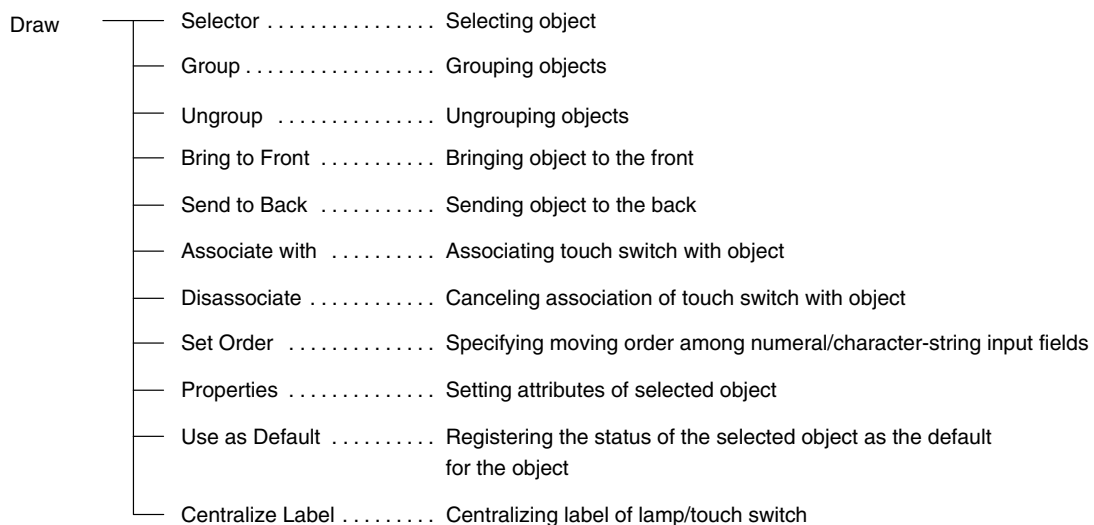 Draw
Selector . . . . . . . . . . . . . . . . Selecting object
Group . . . . . . . . . . . . . . . . . . Grouping objects
Ungroup . . . . . . . . . . . . . . . Ungrouping objects
Bring to Front . . . . . . . . . . . Bringing object to the front
Send to Back . . . . . . . . . . . Sending object to the back
Associate with . . . . . . . . . . Associating touch switch with object
Disassociate . . . . . . . . . . . . Canceling association of touch switch with object
Set Order . . . . . . . . . . . . . . Specifying moving order among numeral/character-string input fields
Properties . . . . . . . . . . . . . . Setting attributes of selected object
Use as Default . . . . . . . . . . Registering the status of the selected object as the default
for the object
Centralize Label . . . . . . . . . Centralizing label of lamp/touch switch